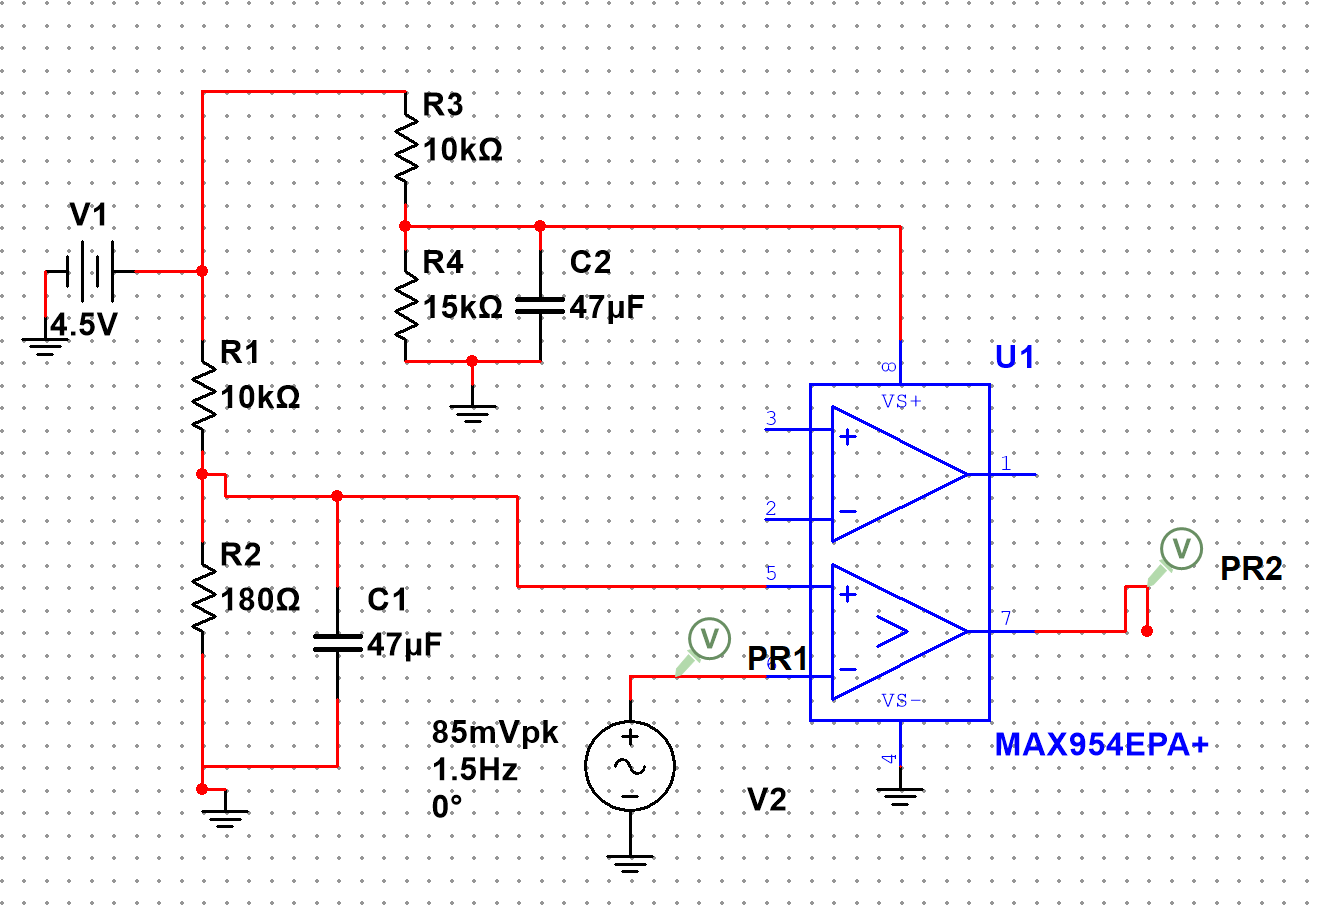 R3
10kΩ
V1
4.5V
R4
15kΩ
C2
47µF
R1
10kΩ
U1
8
VS+
3
+
2
−
1
R2
180Ω
C1
47µF
5
+
>
7
V
PR2
V
PR1
6
−
VS-
4
MAX954EPA+
85mVpk
1.5Hz
0°
+
−
V2